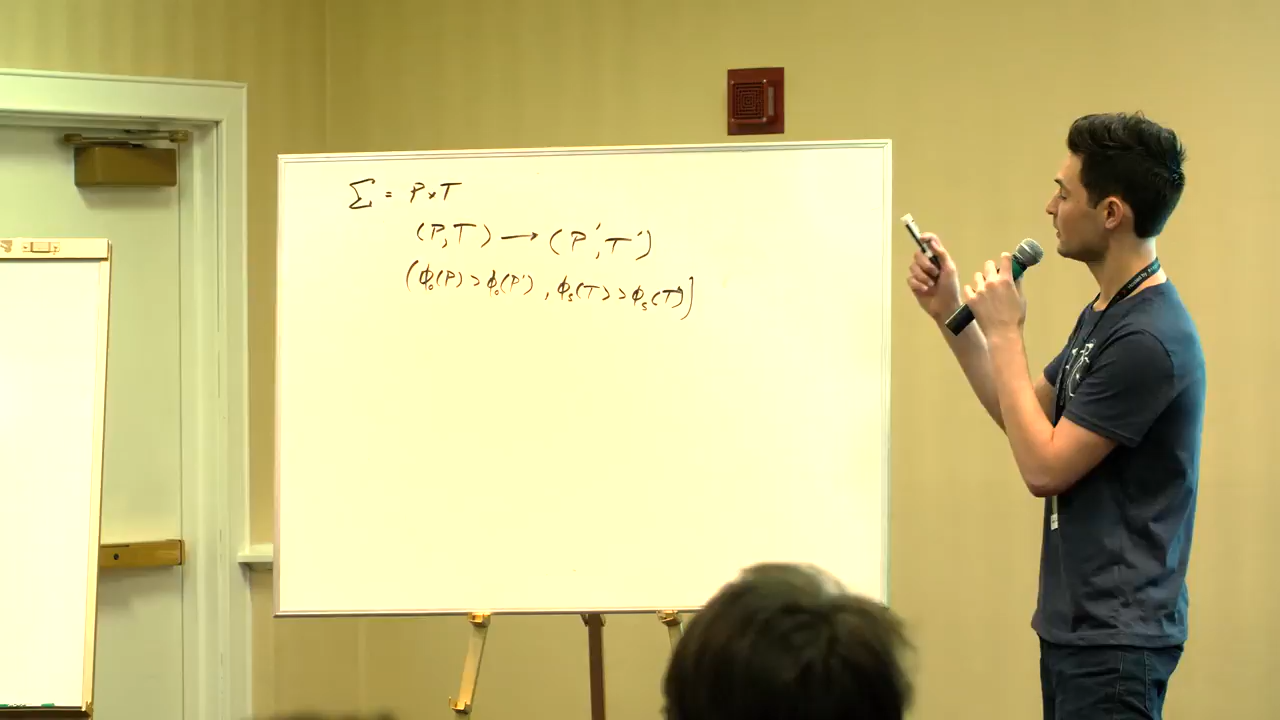 Σ = P×T
(P,T) → (P′,T′)
(ϕ₀(P) > ϕ₀(P′), ϕₛ(T) > ϕₛ(T′)]